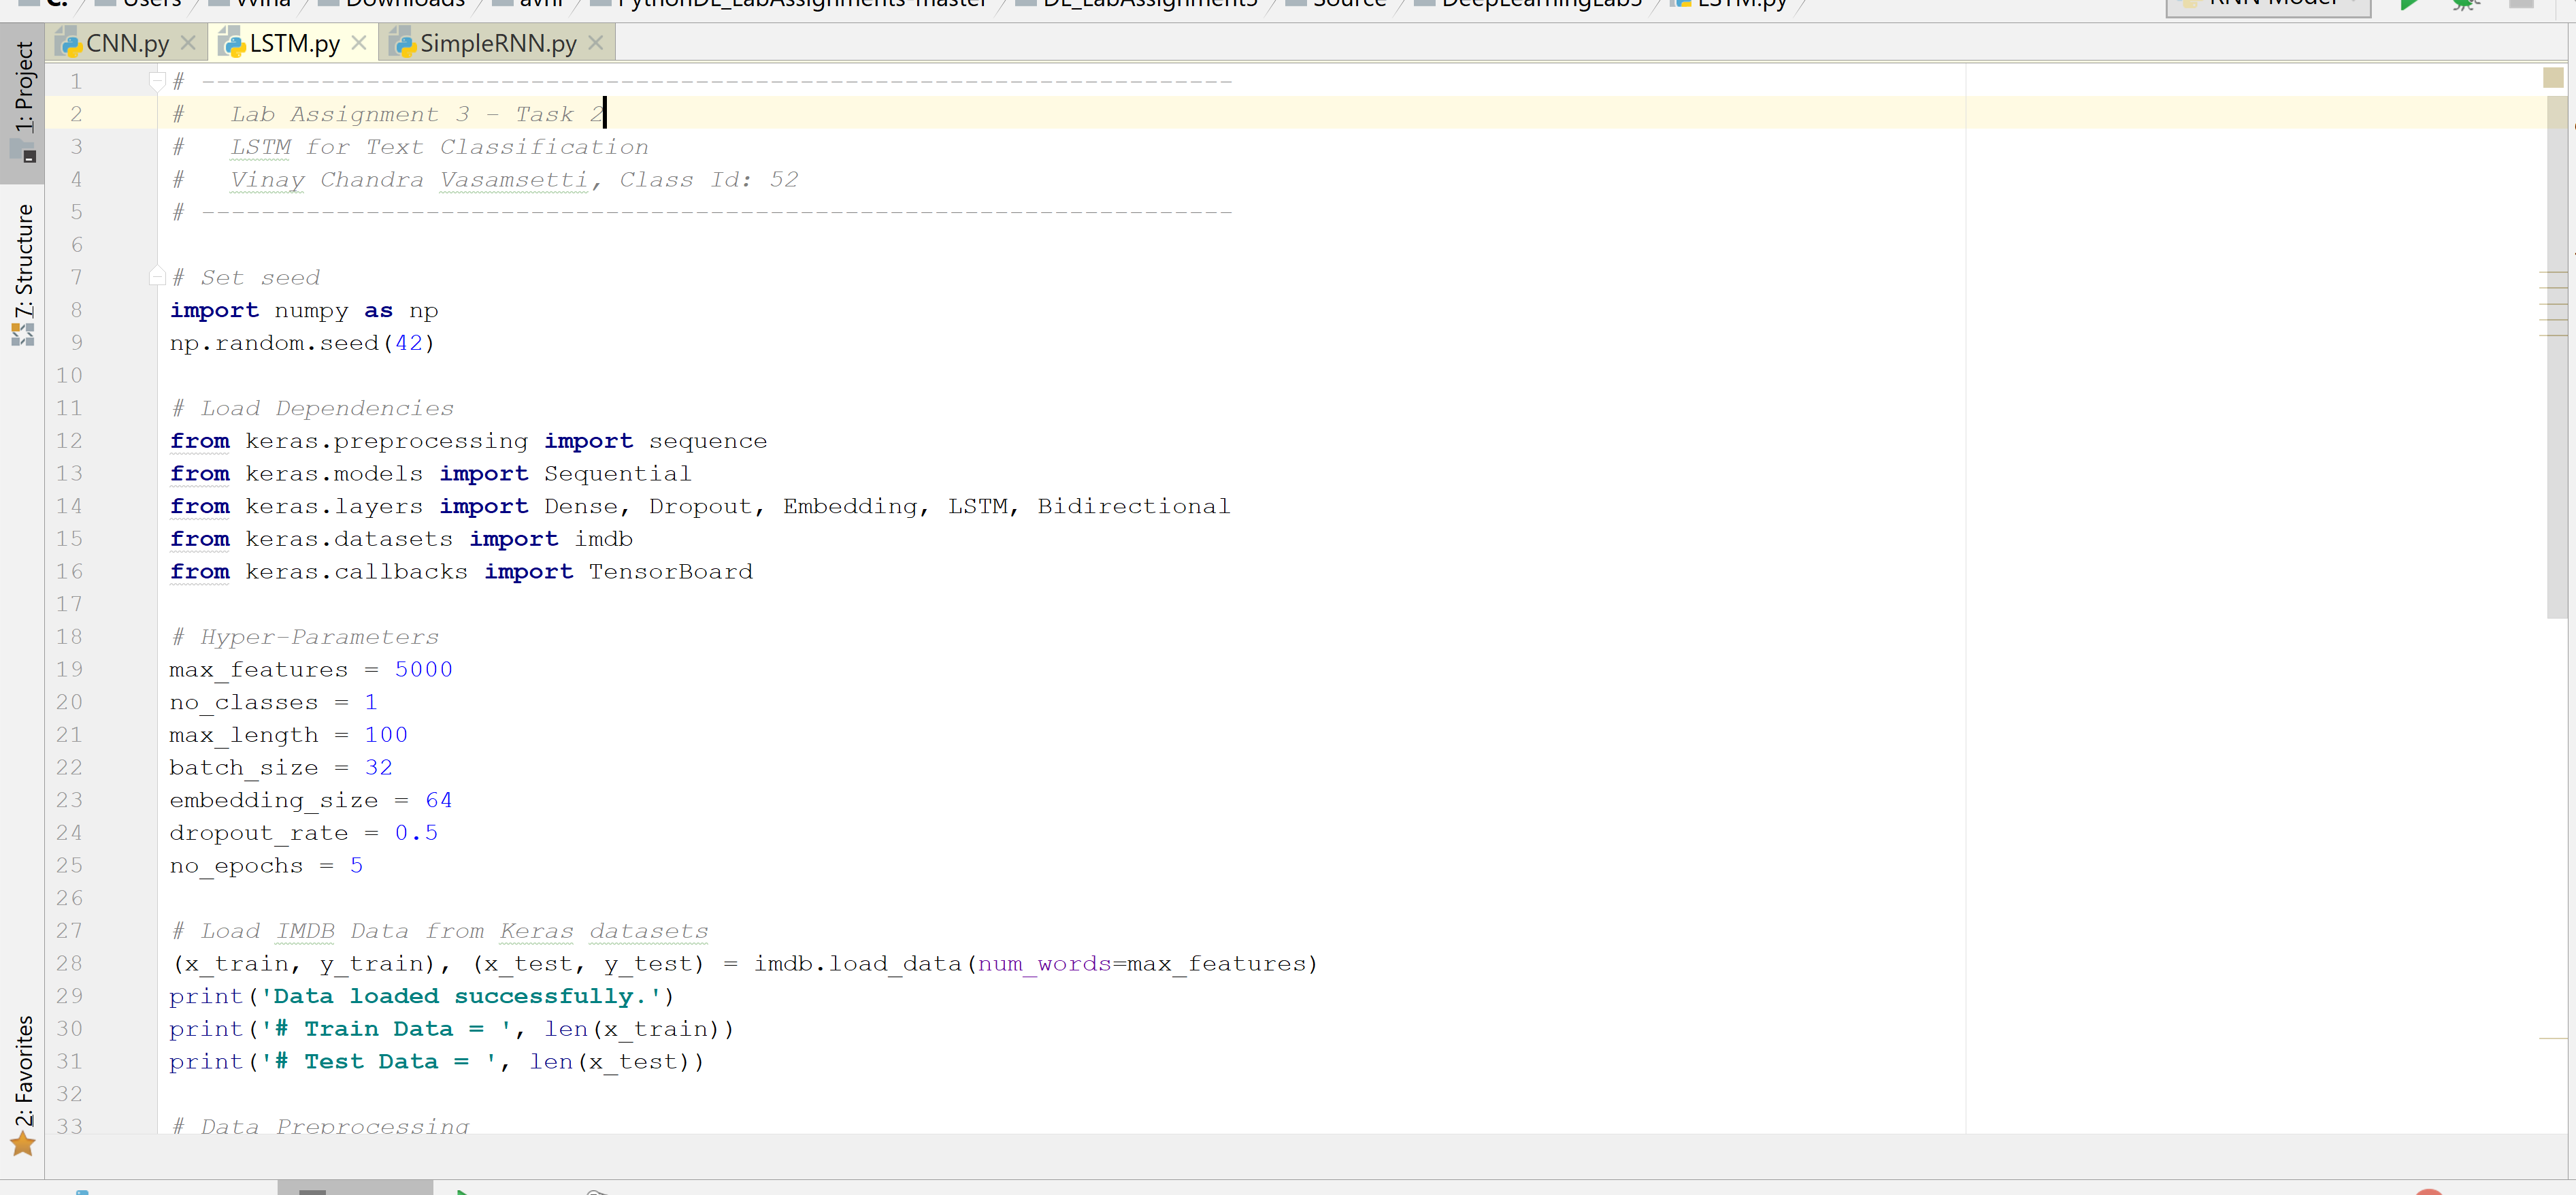 C: Users Downloads PythonDL_LabAssignments-master DL_LabAssignment3 Source DeepLearningLab3 LSTM.py RNN Model
CNN.py LSTM.py SimpleRNN.py
1: Project
7: Structure
2: Favorites
1 # ---------------------------------------------------------------------
2 #   Lab Assignment 3 - Task 2
3 #   LSTM for Text Classification
4 #   Vinay Chandra Vasamsetti, Class Id: 52
5 # ---------------------------------------------------------------------
6
7 # Set seed
8 import numpy as np
9 np.random.seed(42)
10
11 # Load Dependencies
12 from keras.preprocessing import sequence
13 from keras.models import Sequential
14 from keras.layers import Dense, Dropout, Embedding, LSTM, Bidirectional
15 from keras.datasets import imdb
16 from keras.callbacks import TensorBoard
17
18 # Hyper-Parameters
19 max_features = 5000
20 no_classes = 1
21 max_length = 100
22 batch_size = 32
23 embedding_size = 64
24 dropout_rate = 0.5
25 no_epochs = 5
26
27 # Load IMDB Data from Keras datasets
28 (x_train, y_train), (x_test, y_test) = imdb.load_data(num_words=max_features)
29 print('Data loaded successfully.')
30 print('# Train Data = ', len(x_train))
31 print('# Test Data = ', len(x_test))
32
33 # Data Preprocessing